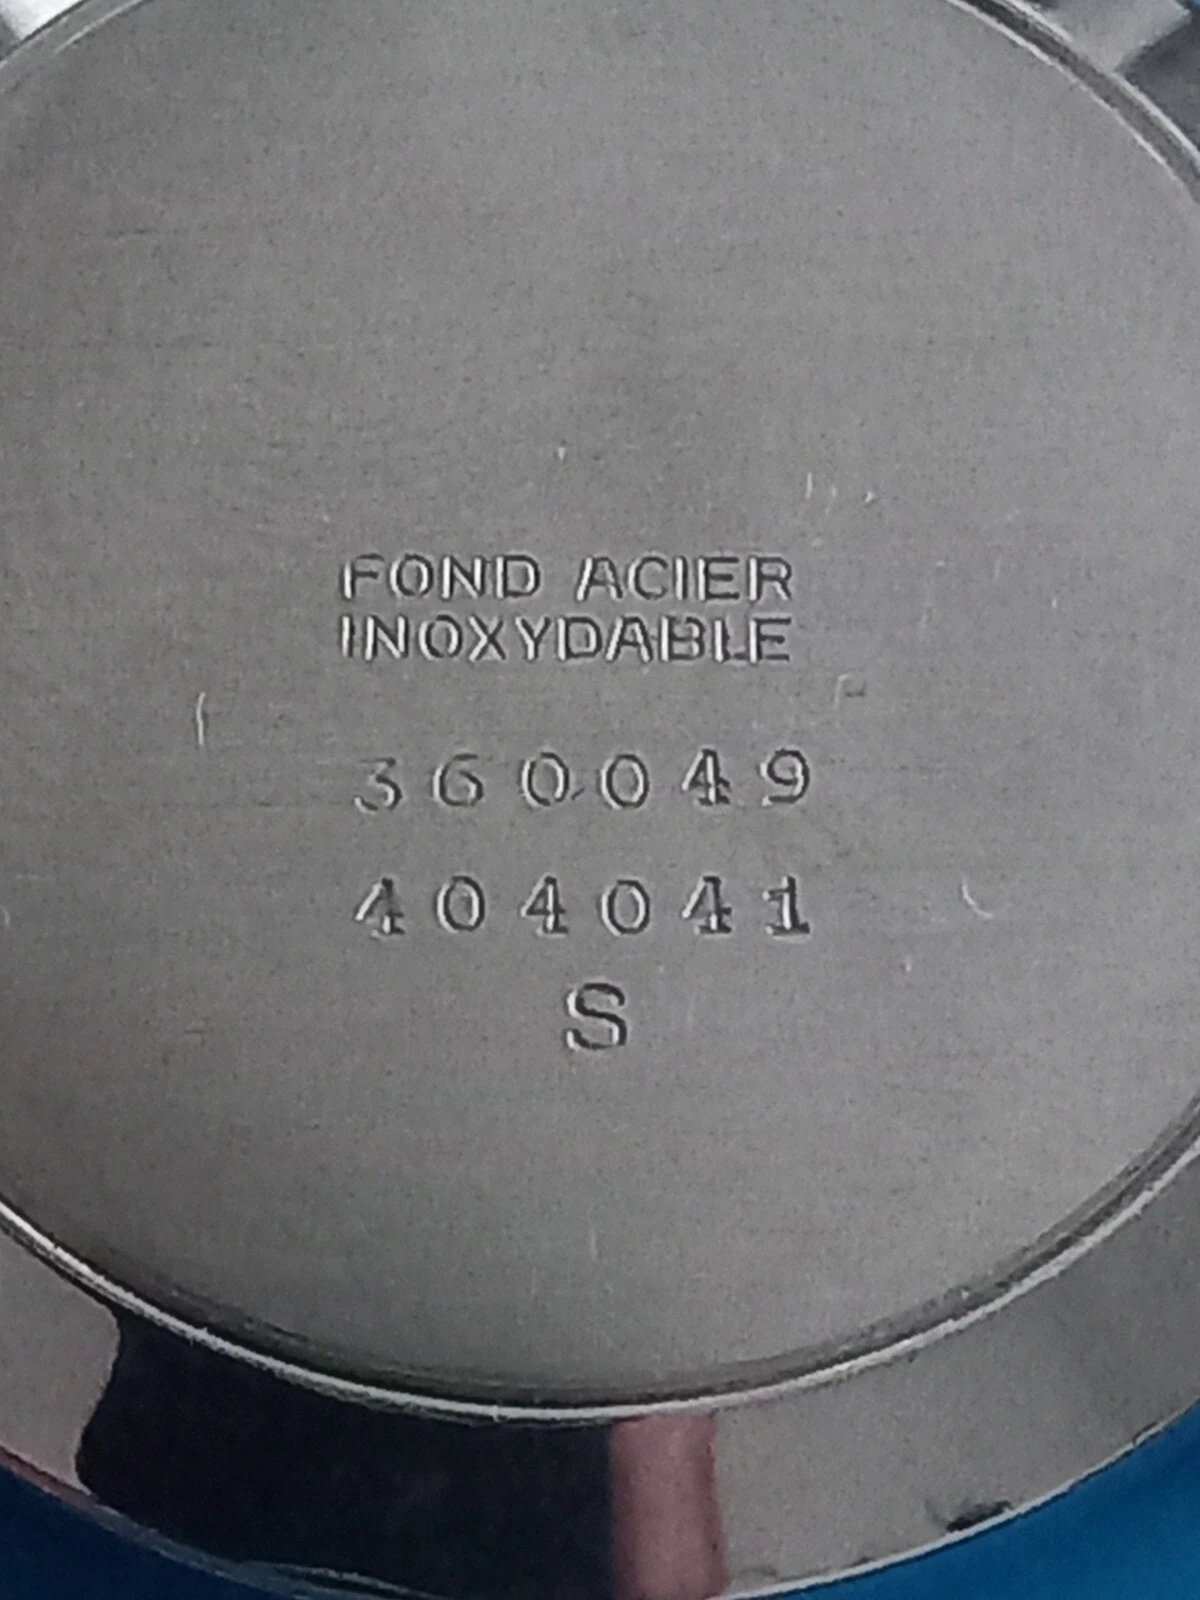 FOND ACIER
INOXYDABLE
360049
404041
S